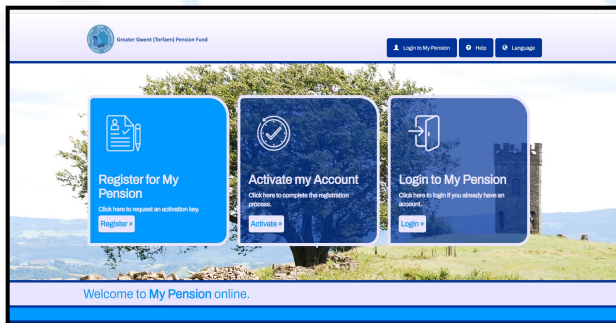 Greater Gwent (Torfaen) Pension Fund
Login to My Pension
Help
Language
Register for My
Pension
Click here to request an activation key.
Register »
Activate my Account
Click here to complete the registration
process.
Activate »
Login to My Pension
Click here to login if you already have an
account.
Login »
Welcome to My Pension online.